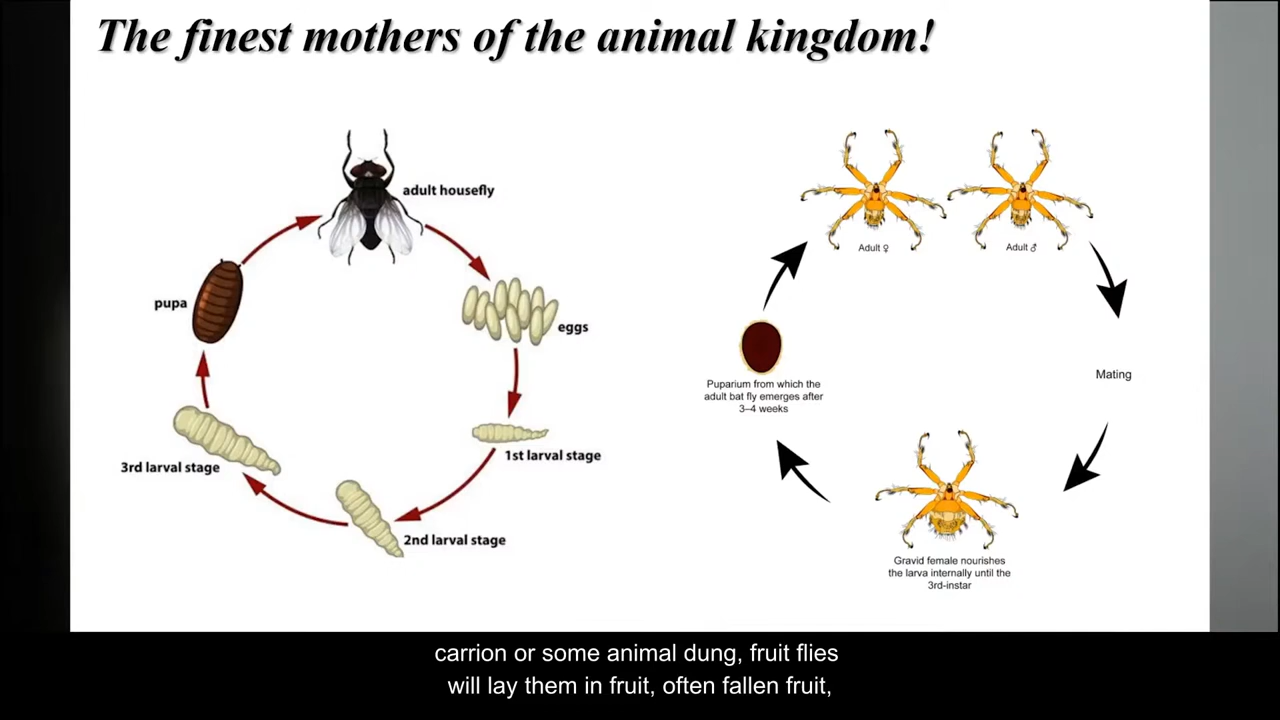 The finest mothers of the animal kingdom!
adult housefly
eggs
1st larval stage
2nd larval stage
3rd larval stage
pupa
Adult ♀
Adult ♂
Mating
Gravid female nourishes
the larva internally until the
3rd-instar
Puparium from which the
adult bat fly emerges after
3–4 weeks
carrion or some animal dung, fruit flies
will lay them in fruit, often fallen fruit,